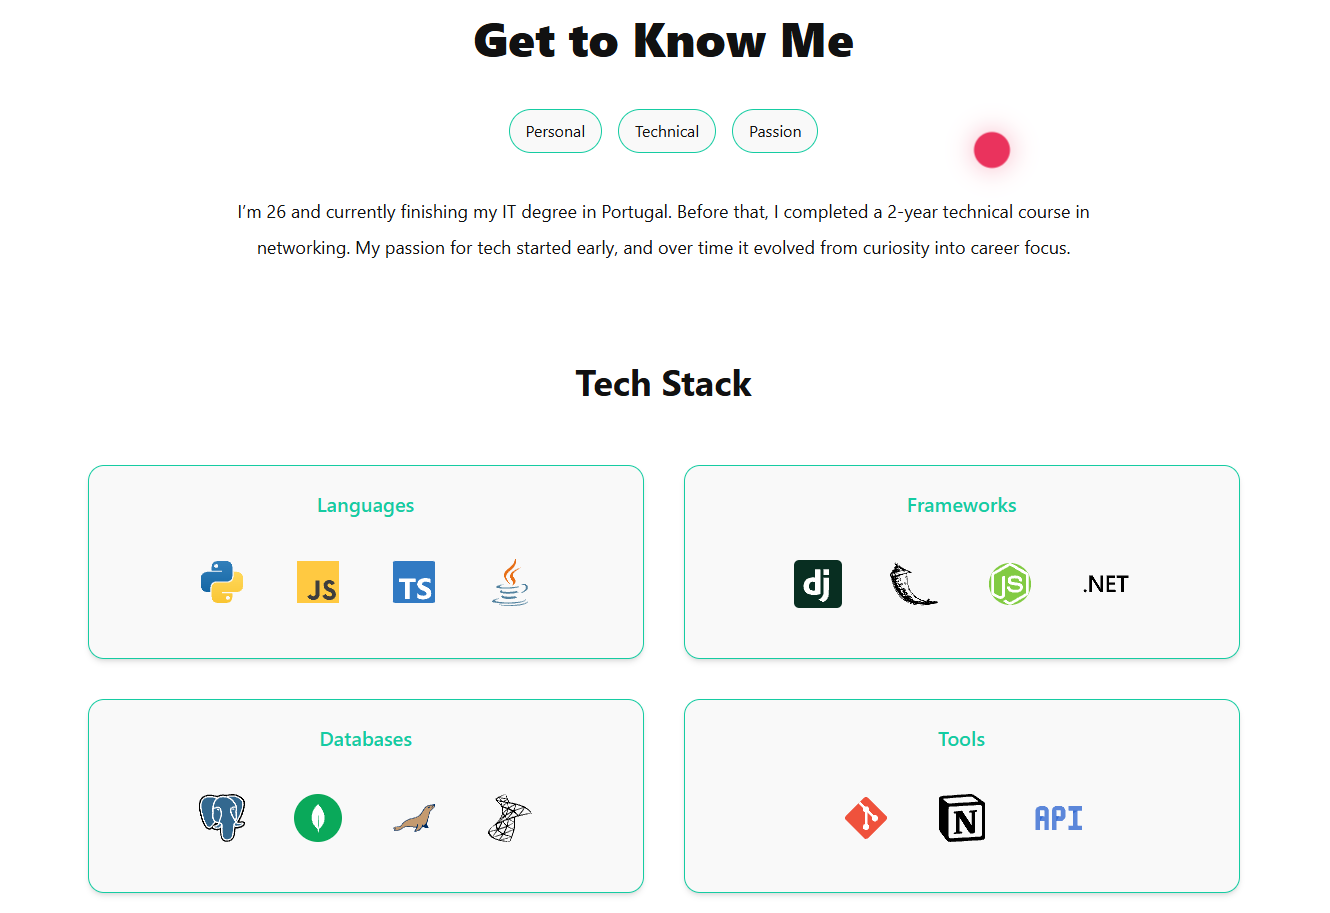 Get to Know Me
Personal
Technical
Passion
I’m 26 and currently finishing my IT degree in Portugal. Before that, I completed a 2-year technical course in
networking. My passion for tech started early, and over time it evolved from curiosity into career focus.
Tech Stack
Languages
JS
TS
Frameworks
dj
JS
.NET
Databases
Tools
N
API